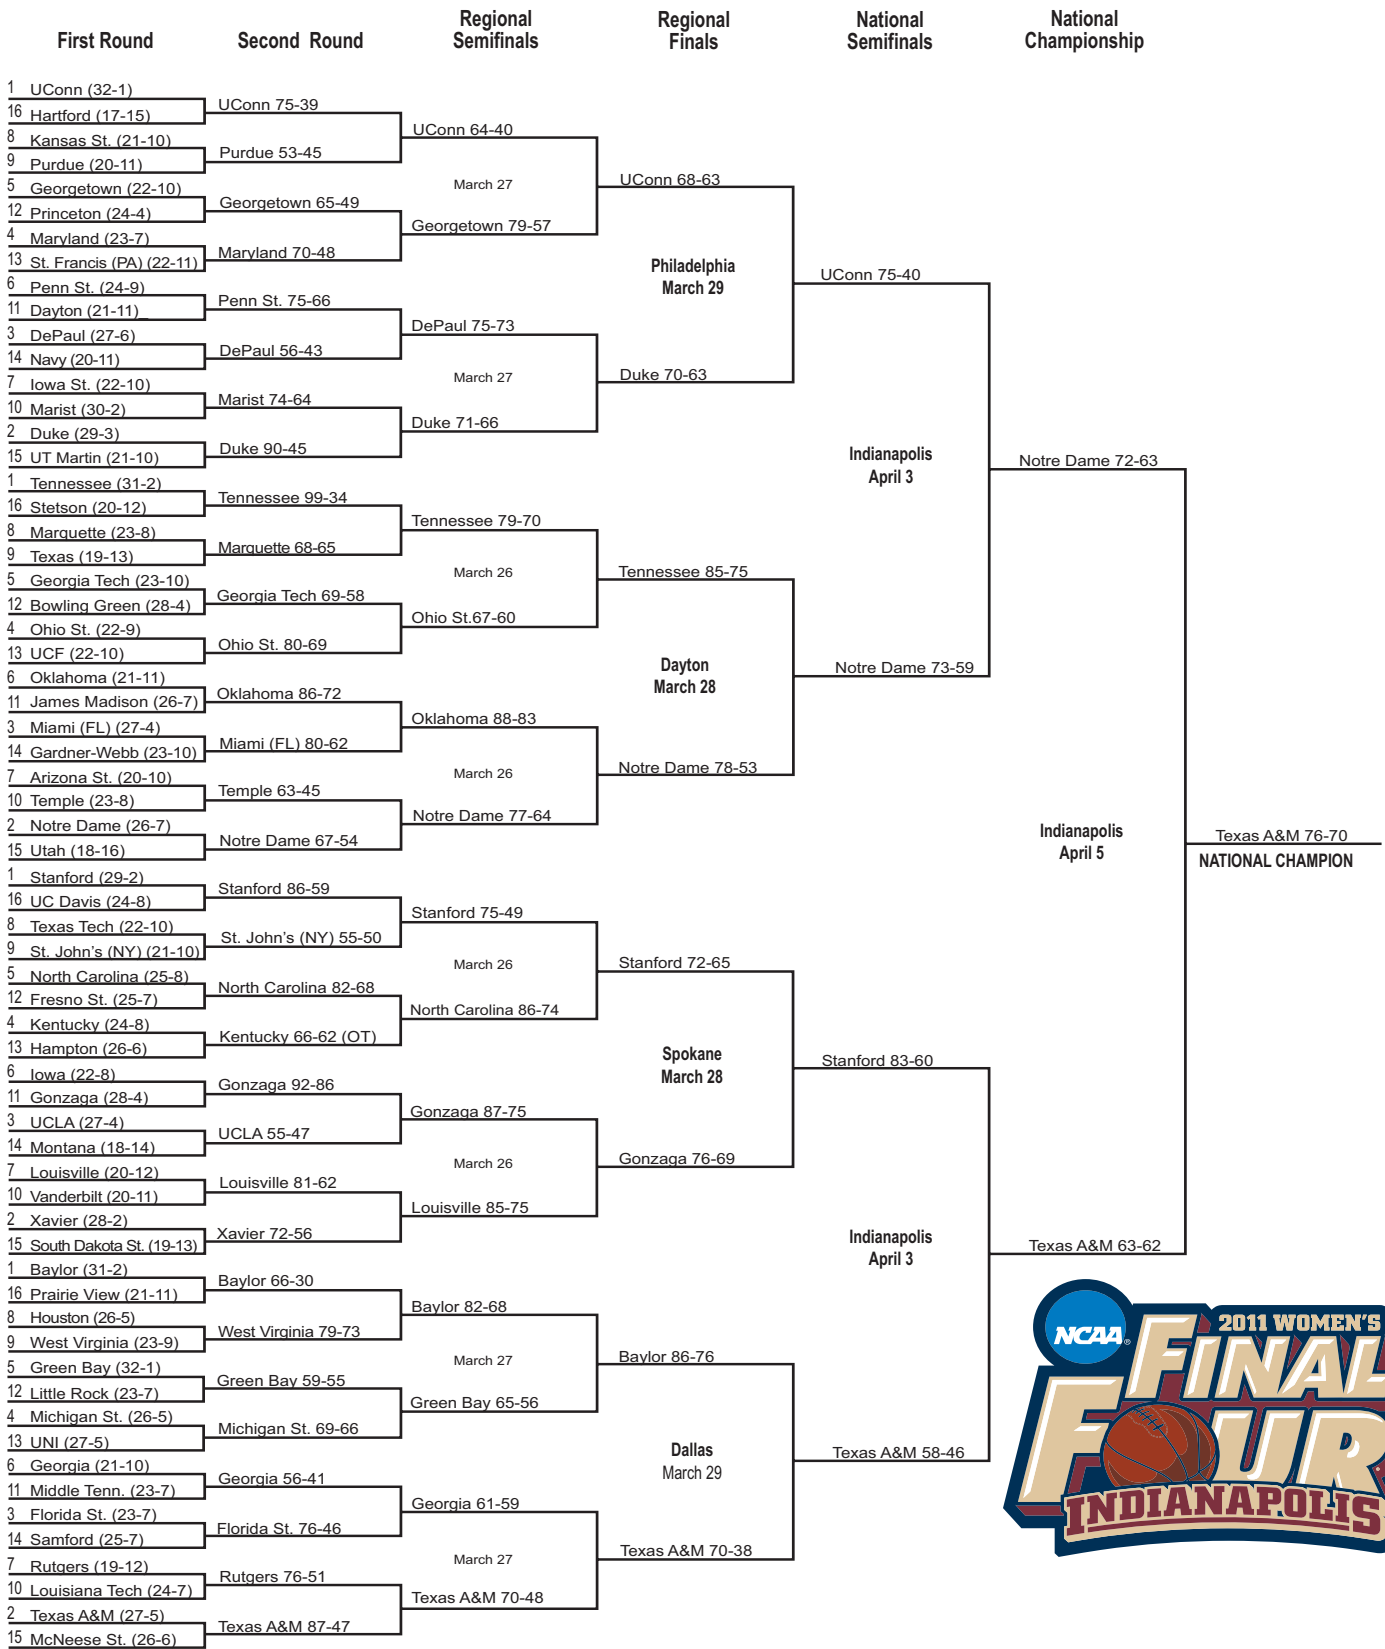 First Round
Second Round
Regional
Semifinals
Regional
Finals
National
Semifinals
National
Championship
1 UConn (32-1)
16 Hartford (17-15)
8 Kansas St. (21-10)
9 Purdue (20-11)
5 Georgetown (22-10)
12 Princeton (24-4)
4 Maryland (23-7)
13 St. Francis (PA) (22-11)
6 Penn St. (24-9)
11 Dayton (21-11)_
3 DePaul (27-6)
14 Navy (20-11)
7 Iowa St. (22-10)
10 Marist (30-2)
2 Duke (29-3)
15 UT Martin (21-10)
1 Tennessee (31-2)
16 Stetson (20-12)
8 Marquette (23-8)
9 Texas (19-13)
5 Georgia Tech (23-10)
12 Bowling Green (28-4)
4 Ohio St. (22-9)
13 UCF (22-10)
6 Oklahoma (21-11)
11 James Madison (26-7)
3 Miami (FL) (27-4)
14 Gardner-Webb (23-10)
7 Arizona St. (20-10)
10 Temple (23-8)
2 Notre Dame (26-7)
15 Utah (18-16)
1 Stanford (29-2)
16 UC Davis (24-8)
8 Texas Tech (22-10)
9 St. John's (NY) (21-10)
5 North Carolina (25-8)
12 Fresno St. (25-7)
4 Kentucky (24-8)
13 Hampton (26-6)
6 Iowa (22-8)
11 Gonzaga (28-4)
3 UCLA (27-4)
14 Montana (18-14)
7 Louisville (20-12)
10 Vanderbilt (20-11)
2 Xavier (28-2)
15 South Dakota St. (19-13)
1 Baylor (31-2)
16 Prairie View (21-11)
8 Houston (26-5)
9 West Virginia (23-9)
5 Green Bay (32-1)
12 Little Rock (23-7)
4 Michigan St. (26-5)
13 UNI (27-5)
6 Georgia (21-10)
11 Middle Tenn. (23-7)
3 Florida St. (23-7)
14 Samford (25-7)
7 Rutgers (19-12)
10 Louisiana Tech (24-7)
2 Texas A&M (27-5)
15 McNeese St. (26-6)
UConn 75-39
Purdue 53-45
Georgetown 65-49
Maryland 70-48
Penn St. 75-66
DePaul 56-43
Marist 74-64
Duke 90-45
Tennessee 99-34
Marquette 68-65
Georgia Tech 69-58
Ohio St. 80-69
Oklahoma 86-72
Miami (FL) 80-62
Temple 63-45
Notre Dame 67-54
Stanford 86-59
St. John's (NY) 55-50
North Carolina 82-68
Kentucky 66-62 (OT)
Gonzaga 92-86
UCLA 55-47
Louisville 81-62
Xavier 72-56
Baylor 66-30
West Virginia 79-73
Green Bay 59-55
Michigan St. 69-66
Georgia 56-41
Florida St. 76-46
Rutgers 76-51
Texas A&M 87-47
UConn 64-40
March 27
Georgetown 79-57
DePaul 75-73
March 27
Duke 71-66
Tennessee 79-70
March 26
Ohio St.67-60
Oklahoma 88-83
March 26
Notre Dame 77-64
Stanford 75-49
March 26
North Carolina 86-74
Gonzaga 87-75
March 26
Louisville 85-75
Baylor 82-68
March 27
Green Bay 65-56
Georgia 61-59
March 27
Texas A&M 70-48
UConn 68-63
Philadelphia
March 29
Duke 70-63
Tennessee 85-75
Dayton
March 28
Notre Dame 78-53
Stanford 72-65
Spokane
March 28
Gonzaga 76-69
Baylor 86-76
Dallas
March 29
Texas A&M 70-38
UConn 75-40
Indianapolis
April 3
Notre Dame 73-59
Stanford 83-60
Indianapolis
April 3
Texas A&M 58-46
Notre Dame 72-63
Indianapolis
April 5
Texas A&M 63-62
Texas A&M 76-70
NATIONAL CHAMPION
NCAA®
2011 WOMEN'S
FINAL
FOUR
INDIANAPOLIS